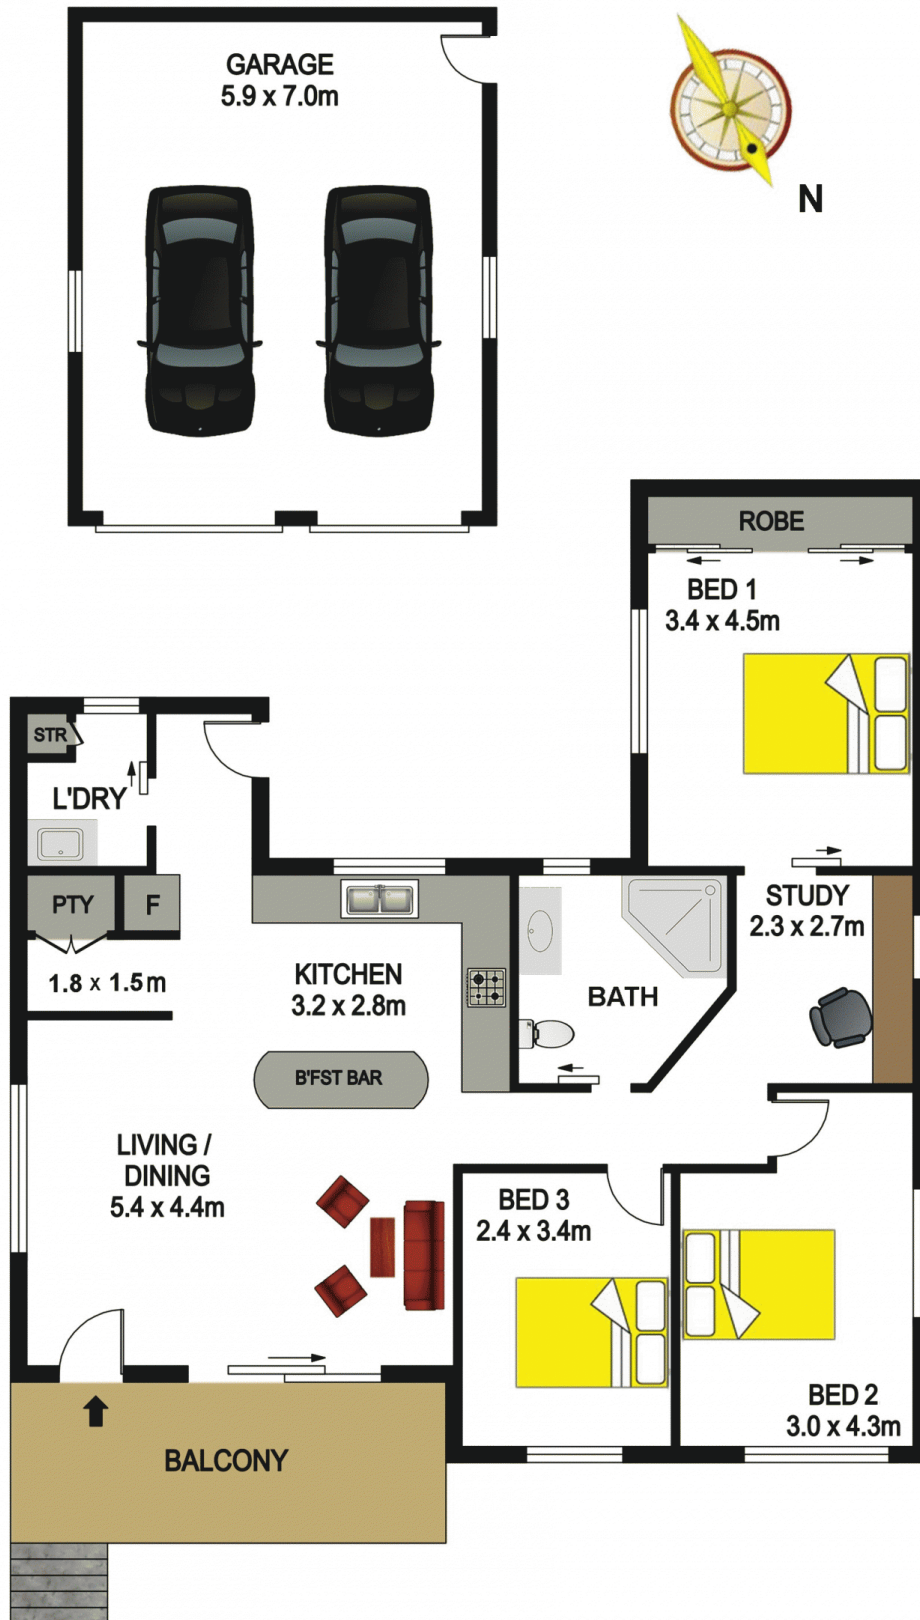 GARAGE
5.9 x 7.0m
N
ROBE
BED 1
3.4 x 4.5m
STR
L'DRY
PTY
F
1.8 x 1.5m
KITCHEN
3.2 x 2.8m
BATH
STUDY
2.3 x 2.7m
B'FST BAR
LIVING /
DINING
5.4 x 4.4m
BED 3
2.4 x 3.4m
BED 2
3.0 x 4.3m
BALCONY